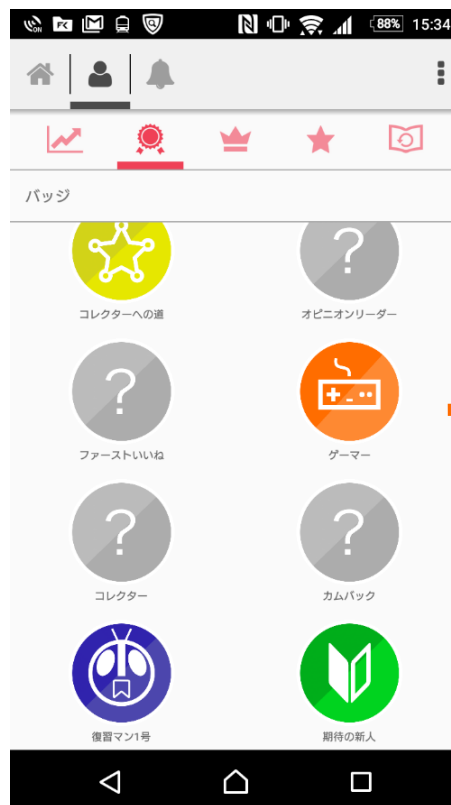 ON
FK
88%
15:34
バッジ
コレクターへの道
オピニオンリーダー
?
?
ファーストいいね
ゲーマー
?
?
コレクター
カムバック
復習マン1号
期待の新人